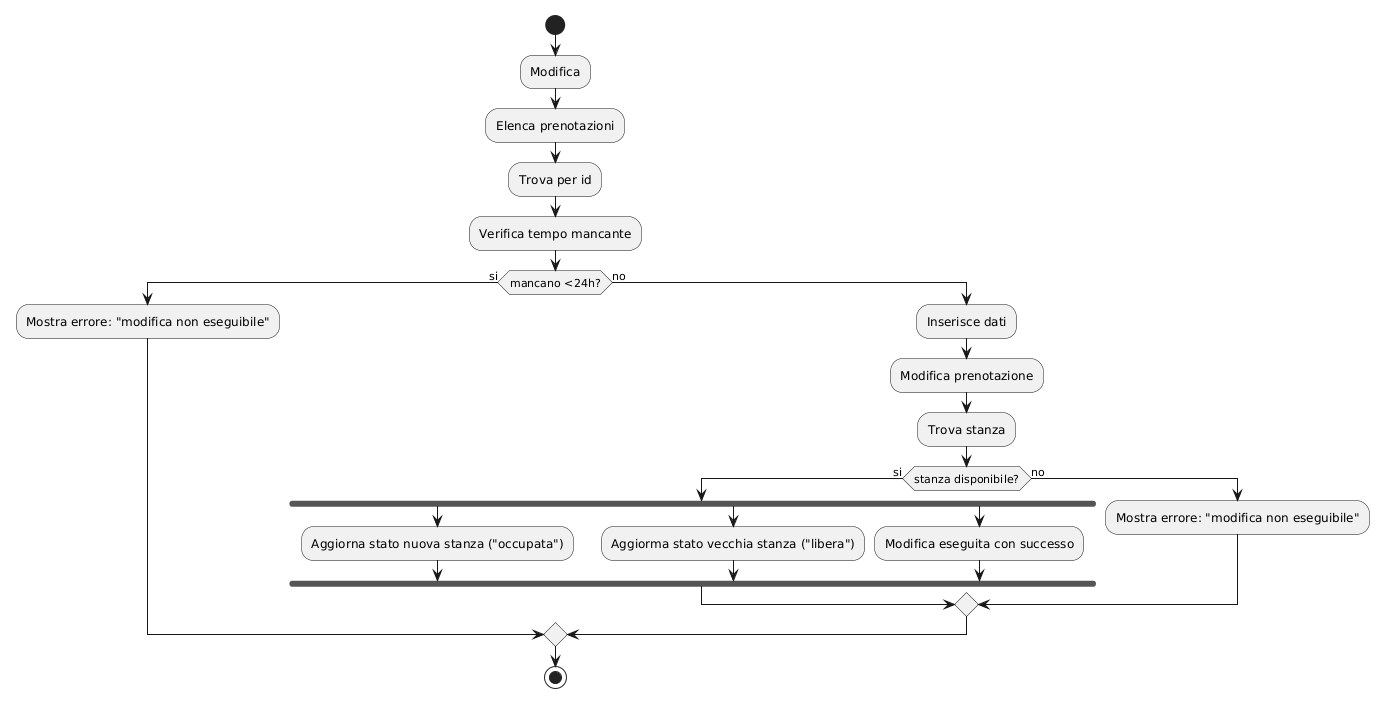 Modifica
Elenca prenotazioni
Trova per id
Verifica tempo mancante
si
mancano <24h?
no
Mostra errore: "modifica non eseguibile"
Inserisce dati
Modifica prenotazione
Trova stanza
si
stanza disponibile?
no
Aggiorna stato nuova stanza ("occupata")
Aggiorma stato vecchia stanza ("libera")
Modifica eseguita con successo
Mostra errore: "modifica non eseguibile"